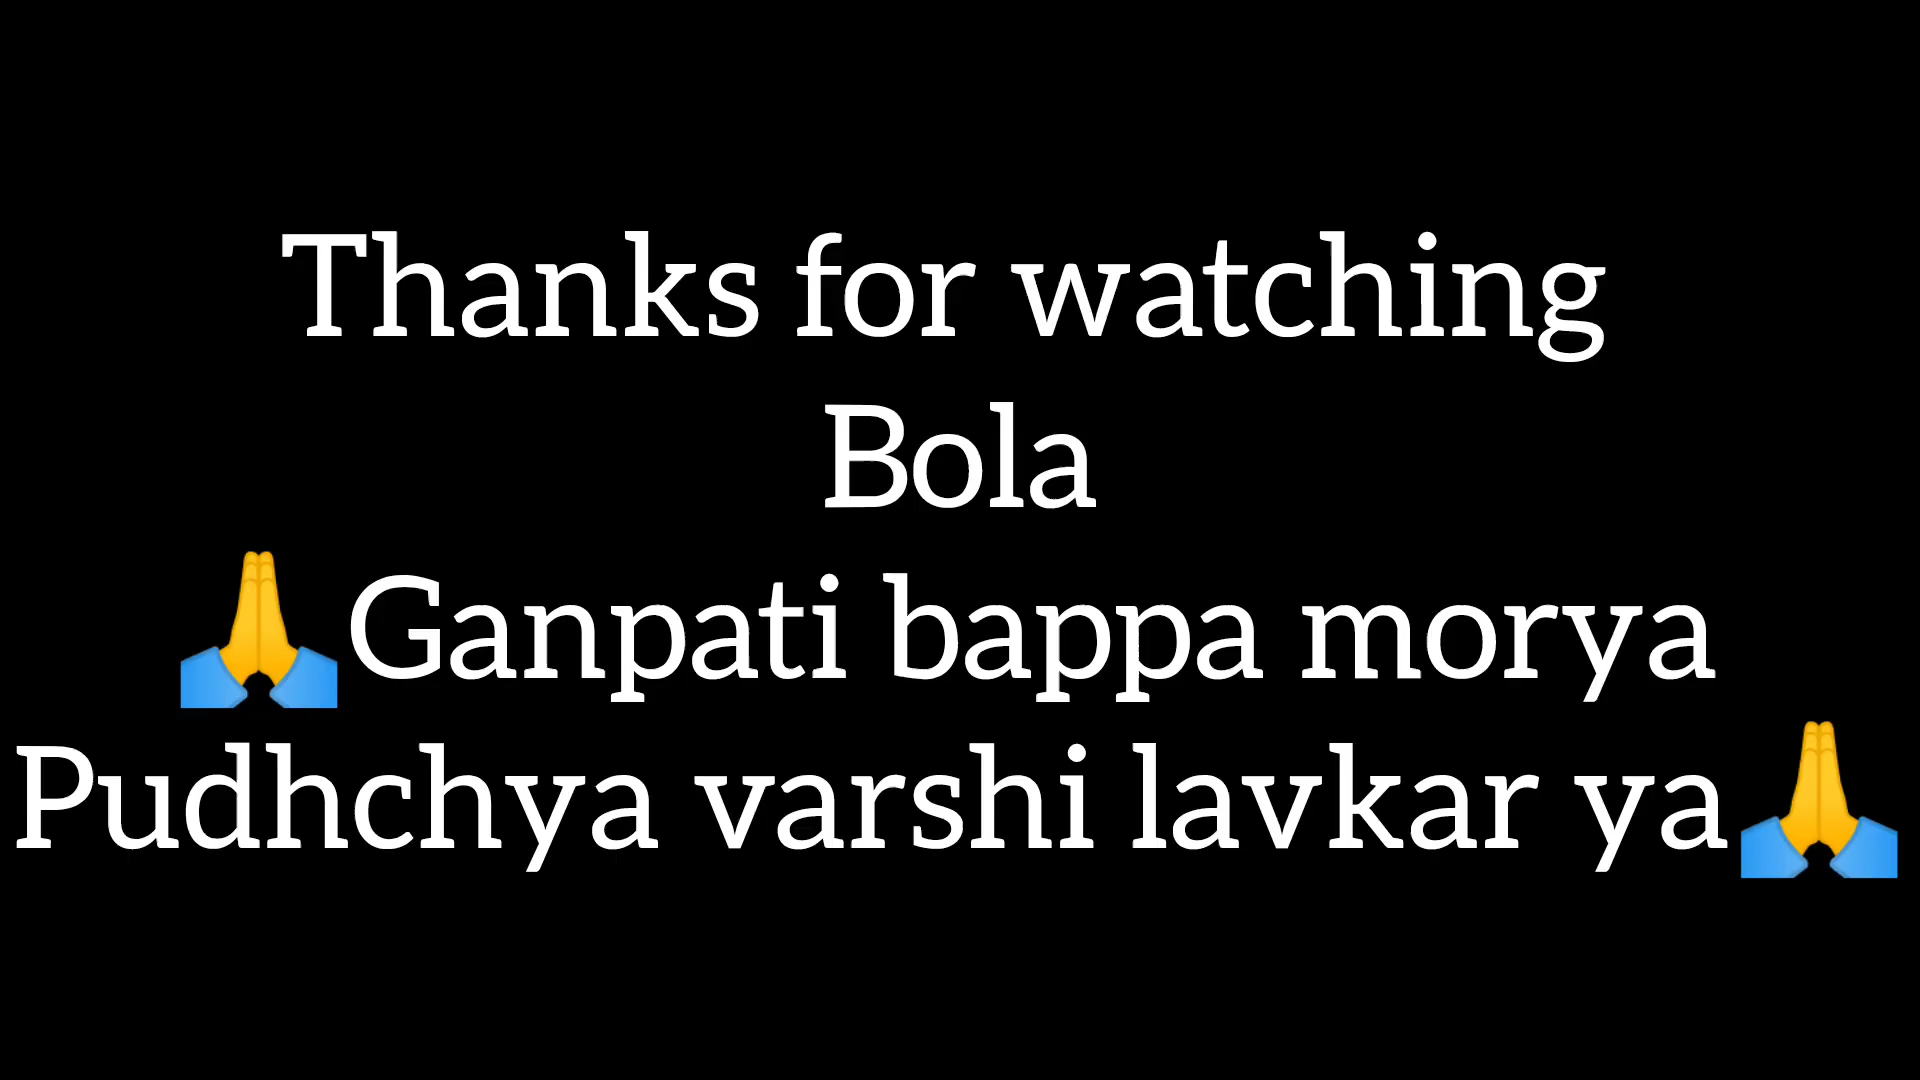 Thanks for watching
Bola
🙏Ganpati bappa morya
Pudhchya varshi lavkar ya🙏